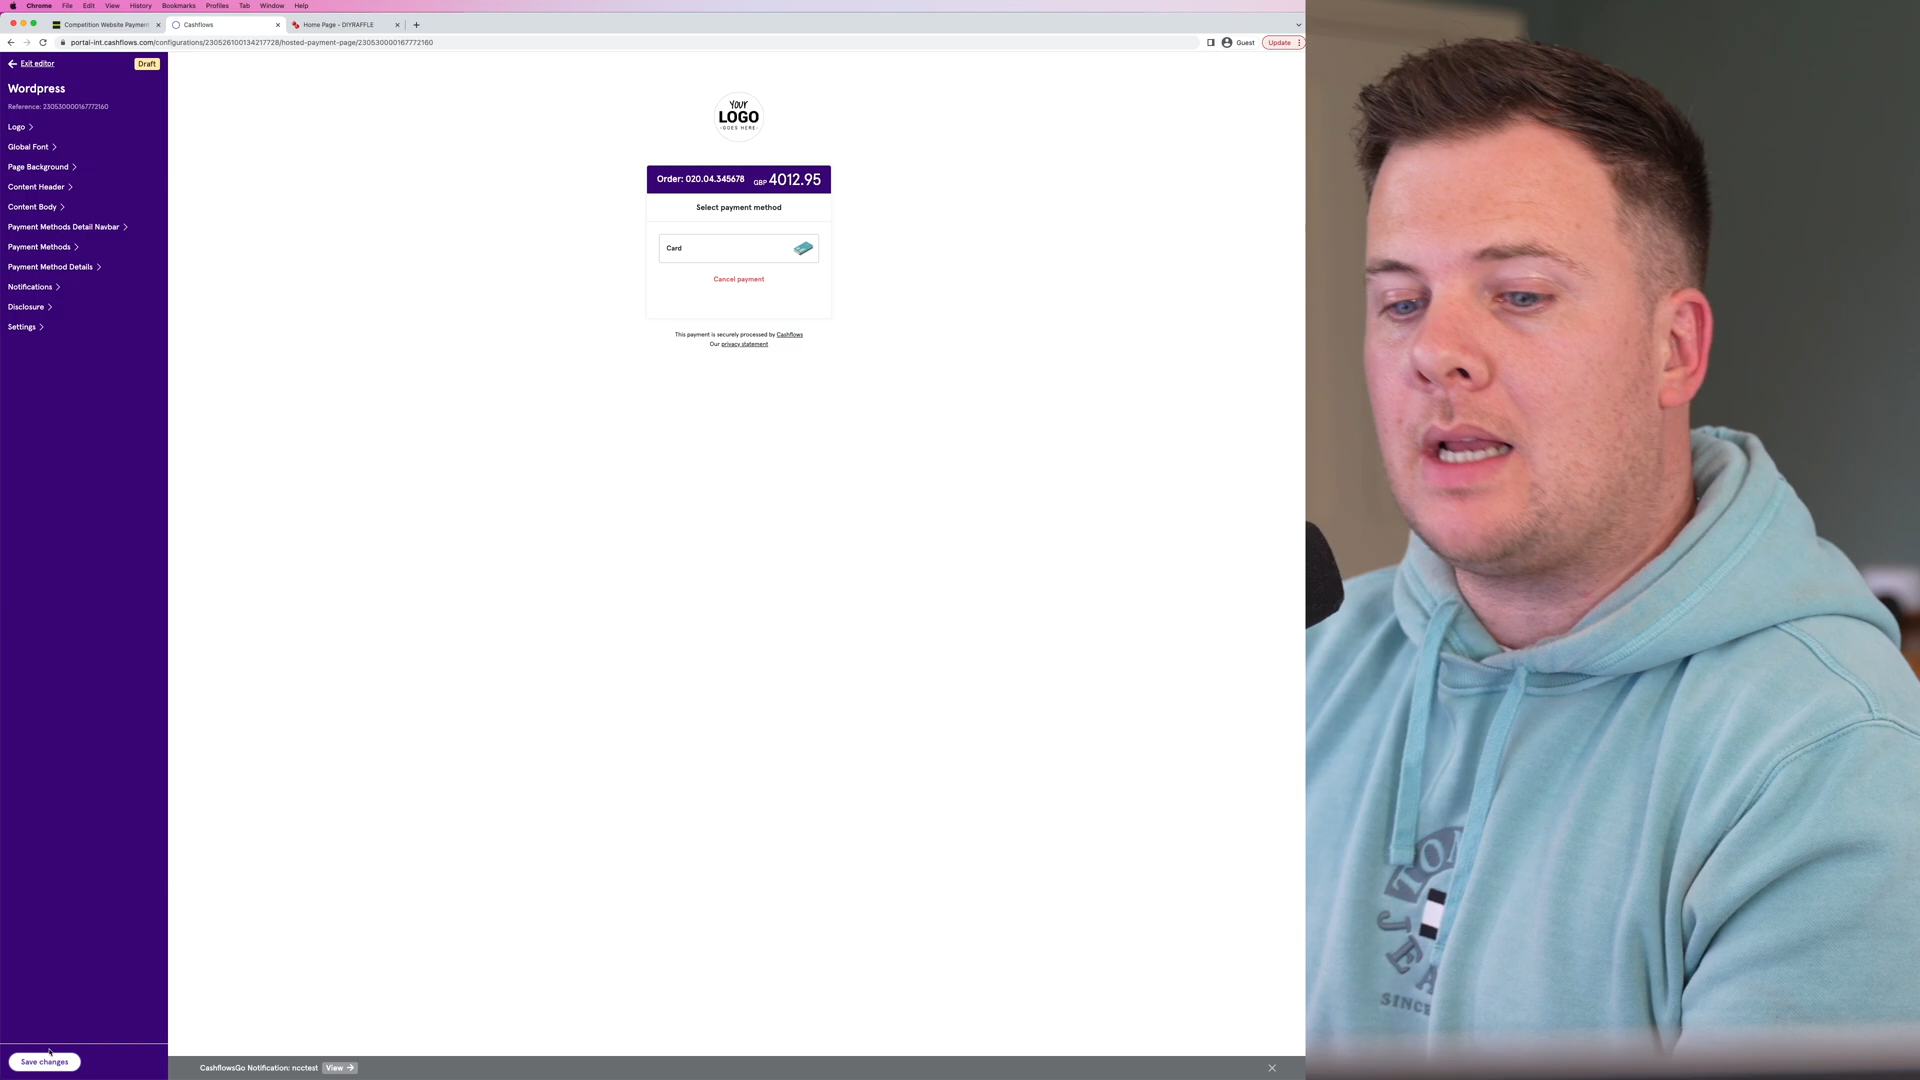 Chrome File Edit View History Bookmarks Profiles Tab Window Help
Competition Website Payment
Cashflows
Home Page - DIYRAFFLE
portal-int.cashflows.com/configurations/230526100134217728/hosted-payment-page/230530000167772160
Guest
Update
Exit editor
Draft
Wordpress
Reference: 230530000167772160
Logo
Global Font
Page Background
Content Header
Content Body
Payment Methods Detail Navbar
Payment Methods
Payment Method Details
Notifications
Disclosure
Settings
Save changes
YOUR
LOGO
-GOES HERE-
Order: 020.04.345678 GBP 4012.95
Select payment method
Card
Cancel payment
This payment is securely processed by Cashflows
Our privacy statement
CashflowsGo Notification: ncctest View
SINCE